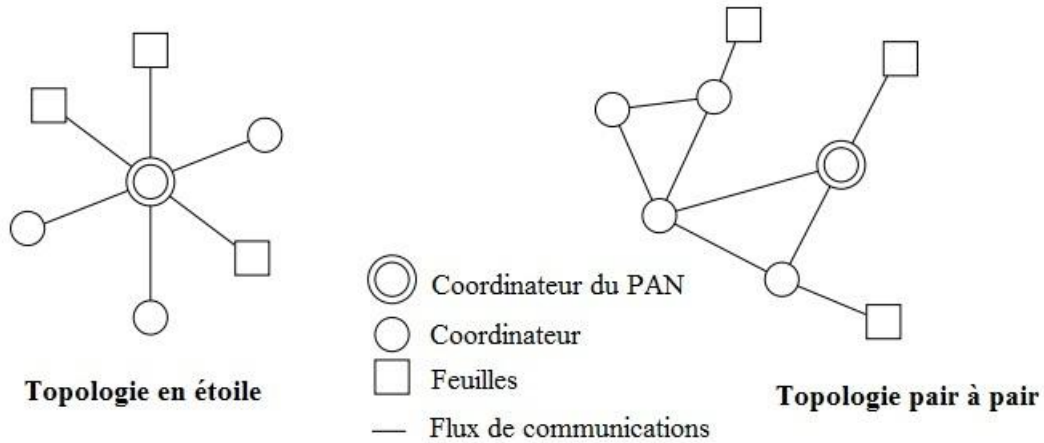 Coordinateur du PAN
Coordinateur
Feuilles
Flux de communications
Topologie en étoile
Topologie pair à pair